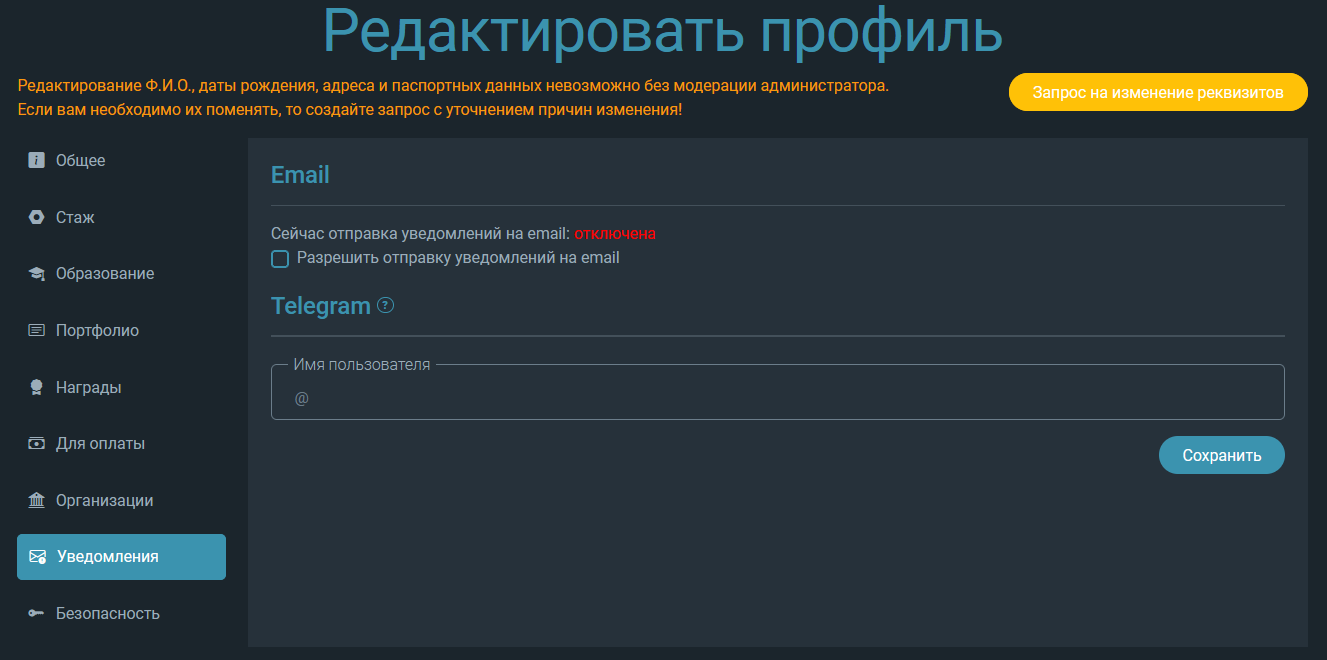 Редактировать профиль
Редактирование Ф.И.О., даты рождения, адреса и паспортных данных невозможно без модерации администратора.
Если вам необходимо их поменять, то создайте запрос с уточнением причин изменения!
Запрос на изменение реквизитов
Общее
Стаж
Образование
Портфолио
Награды
Для оплаты
Организации
Уведомления
Безопасность
Email
Сейчас отправка уведомлений на email: отключена
Разрешить отправку уведомлений на email
Telegram ?
Имя пользователя
@
Сохранить